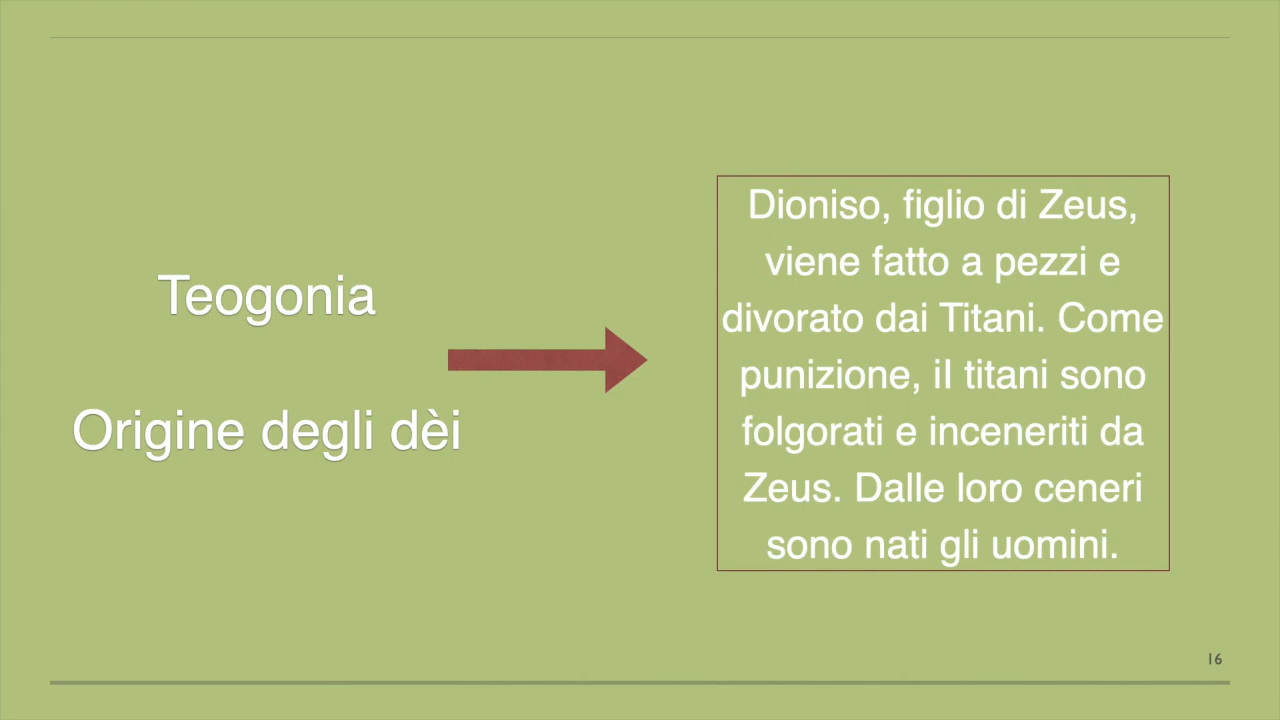 Teogonia
Origine degli dèi
Dioniso, figlio di Zeus,
viene fatto a pezzi e
divorato dai Titani. Come
punizione, iI titani sono
folgorati e inceneriti da
Zeus. Dalle loro ceneri
sono nati gli uomini.
16